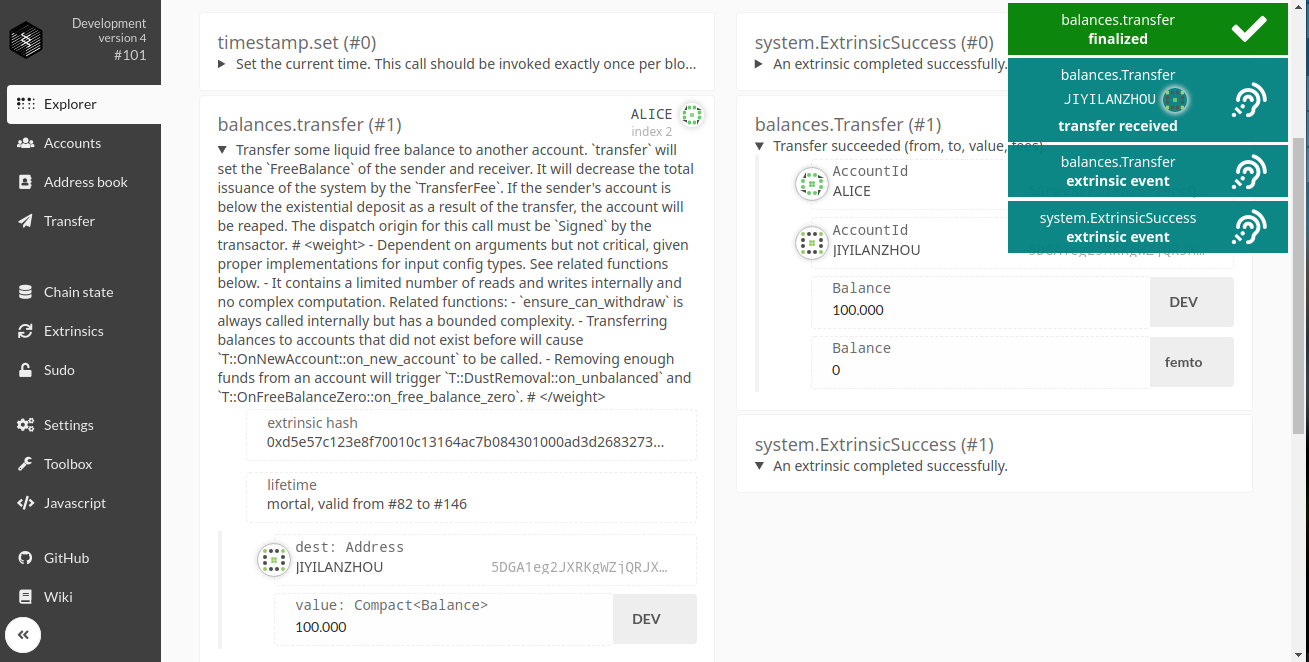 Development
version 4
#101
Explorer
Accounts
Address book
Transfer
Chain state
Extrinsics
Sudo
Settings
Toolbox
Javascript
GitHub
Wiki
timestamp.set (#0)
Set the current time. This call should be invoked exactly once per blo...
balances.transfer (#1)
ALICE
index 2
Transfer some liquid free balance to another account. `transfer` will
set the `FreeBalance` of the sender and receiver. It will decrease the total
issuance of the system by the `TransferFee`. If the sender's account is
below the existential deposit as a result of the transfer, the account will
be reaped. The dispatch origin for this call must be `Signed` by the
transactor. # <weight> - Dependent on arguments but not critical, given
proper implementations for input config types. See related functions
below. - It contains a limited number of reads and writes internally and
no complex computation. Related functions: - `ensure_can_withdraw` is
always called internally but has a bounded complexity. - Transferring
balances to accounts that did not exist before will cause
`T::OnNewAccount::on_new_account` to be called. - Removing enough
funds from an account will trigger `T::DustRemoval::on_unbalanced` and
`T::OnFreeBalanceZero::on_free_balance_zero`. # </weight>
extrinsic hash
0xd5e57c123e8f70010c13164ac7b084301000ad3d2683273...
lifetime
mortal, valid from #82 to #146
dest: Address
JIYILANZHOU 5DGA1eg2JXRKgWZjQRJX...
value: Compact<Balance>
100.000 DEV
system.ExtrinsicSuccess (#0)
An extrinsic completed successfully.
balances.Transfer (#1)
Transfer succeeded (from, to, value, fees).
AccountId
ALICE
AccountId
JIYILANZHOU
Balance
100.000 DEV
Balance
0 femto
system.ExtrinsicSuccess (#1)
An extrinsic completed successfully.
balances.transfer
finalized
balances.Transfer
JIYILANZHOU
transfer received
balances.Transfer
extrinsic event
system.ExtrinsicSuccess
extrinsic event